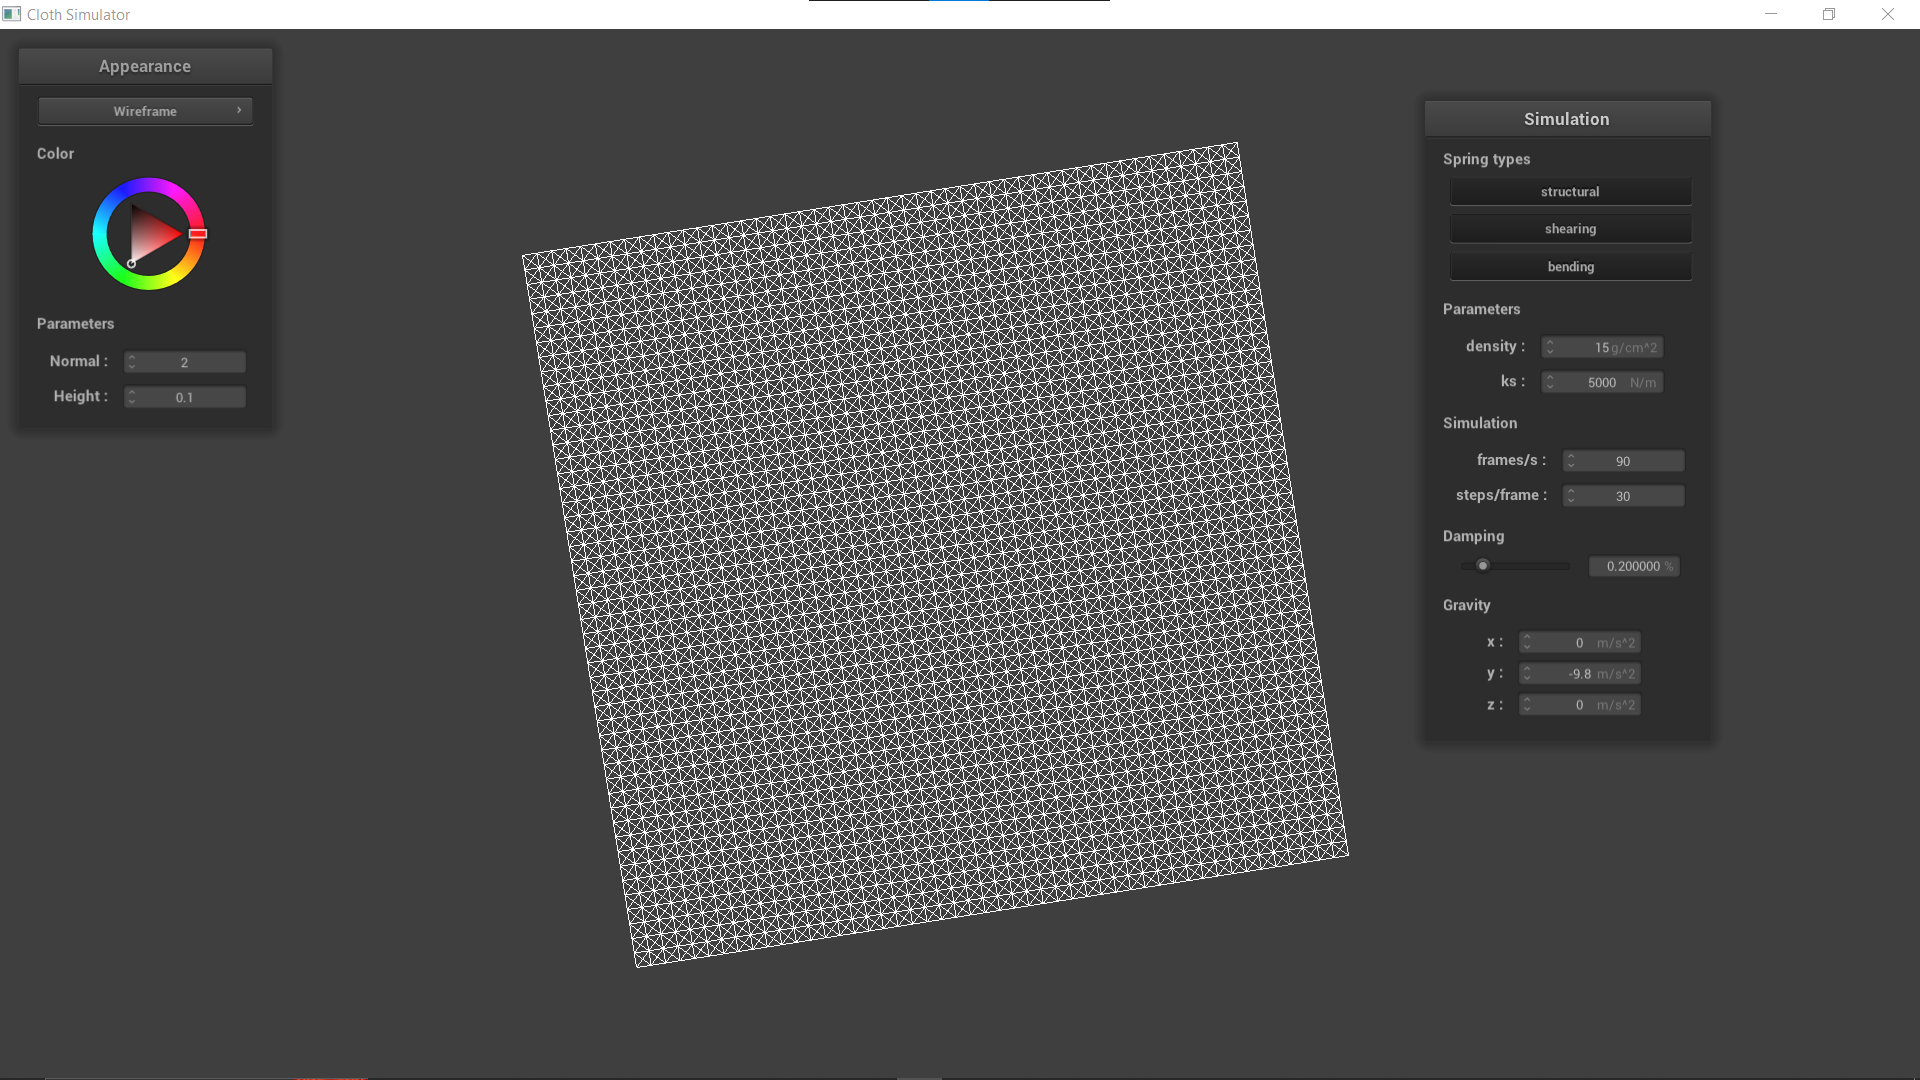 Cloth Simulator
Appearance
Wireframe
Color
Parameters
Normal : 2
Height : 0.1
Simulation
Spring types
structural
shearing
bending
Parameters
density : 15 g/cm^2
ks : 5000 N/m
Simulation
frames/s : 90
steps/frame : 30
Damping
0.200000 %
Gravity
x : 0 m/s^2
y : -9.8 m/s^2
z : 0 m/s^2